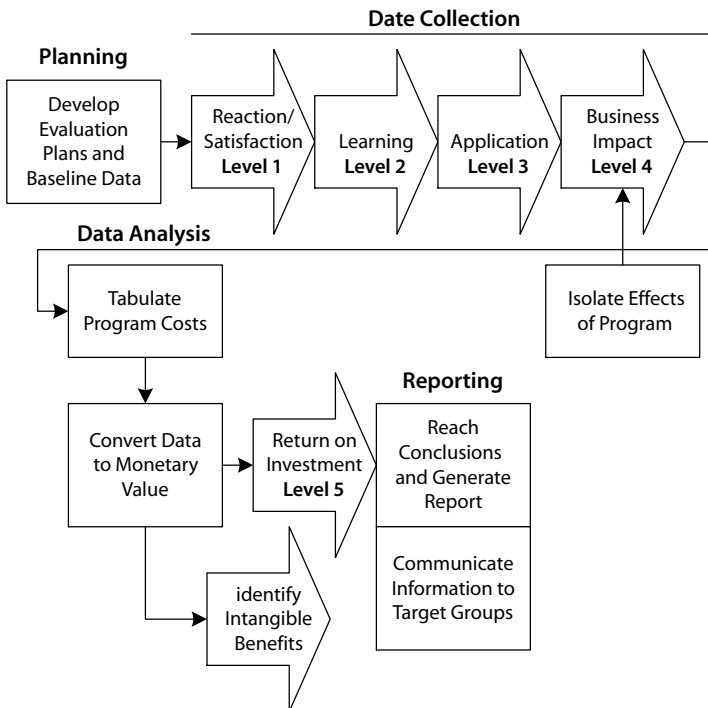 Date Collection
Planning
Develop
Evaluation
Plans and
Baseline Data
Reaction/
Satisfaction
Level 1
Learning
Level 2
Application
Level 3
Business
Impact
Level 4
Data Analysis
Tabulate
Program Costs
Isolate Effects
of Program
Convert Data
to Monetary
Value
Return on
Investment
Level 5
Reporting
Reach
Conclusions
and Generate
Report
identify
Intangible
Benefits
Communicate
Information to
Target Groups